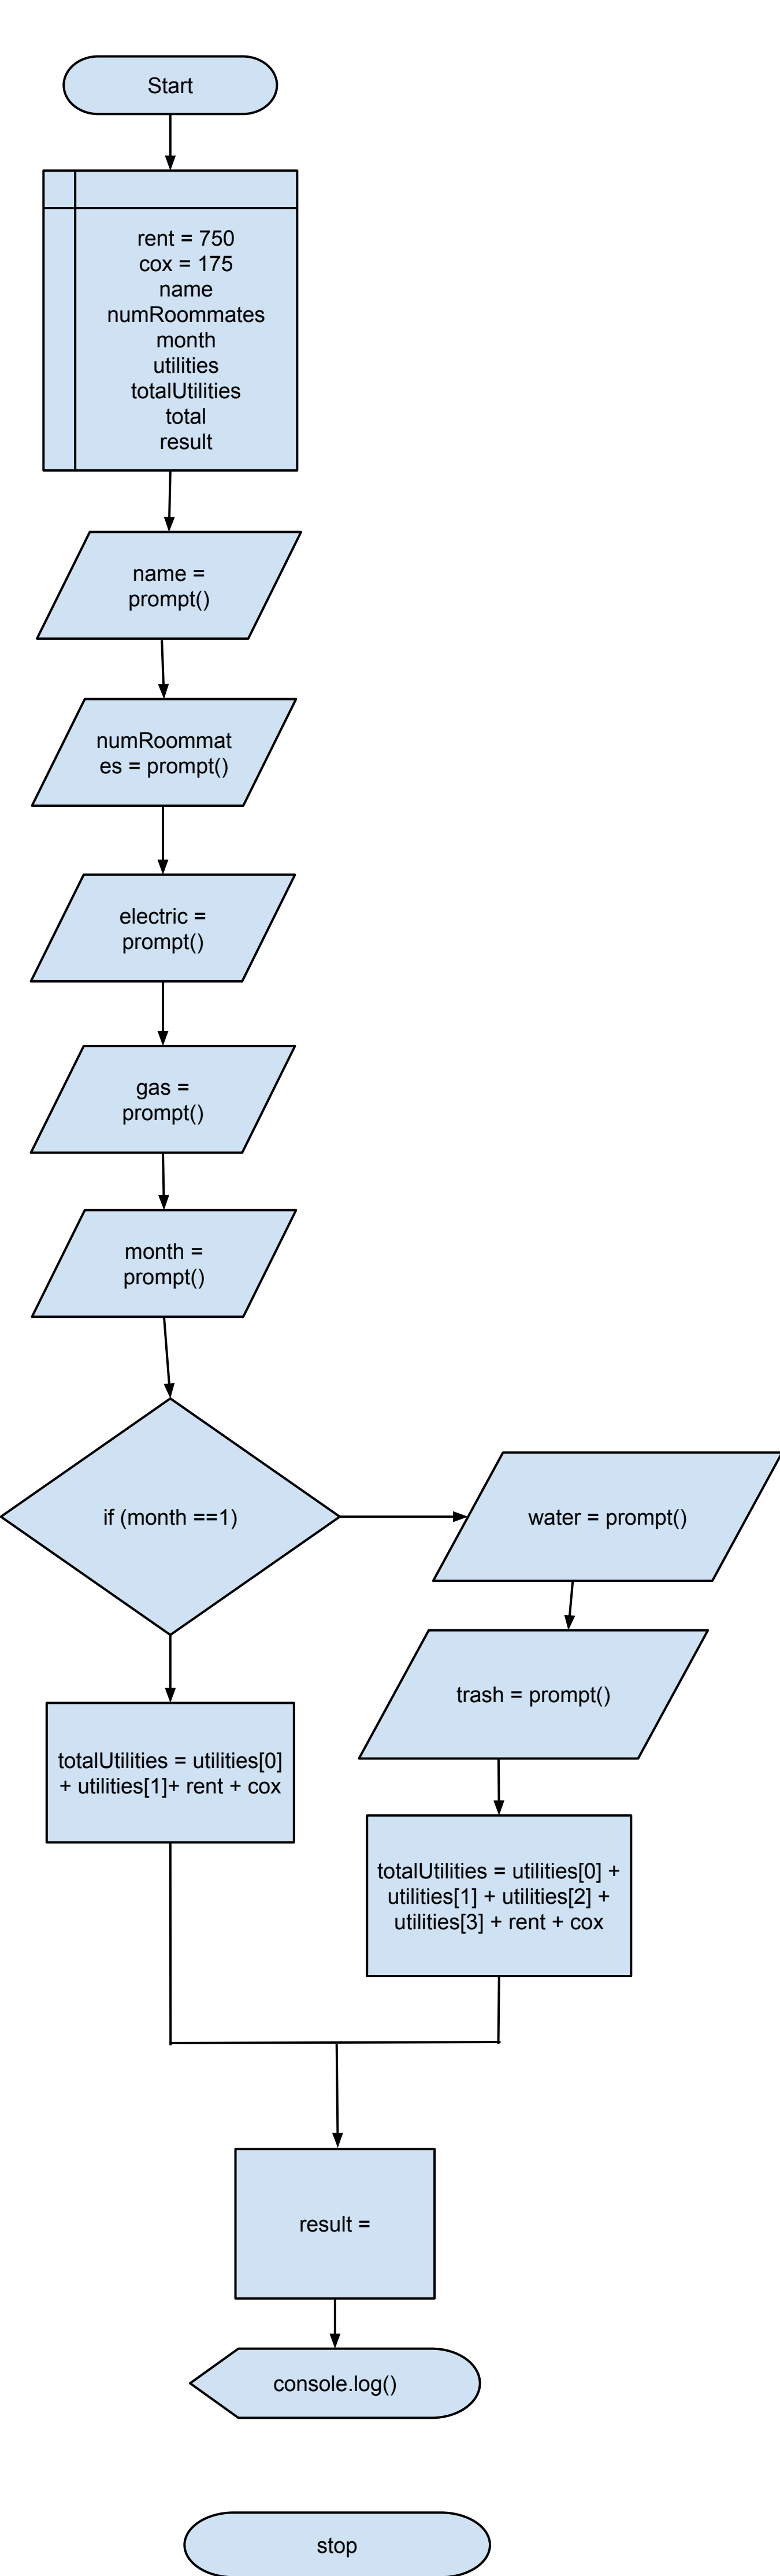 Start
rent = 750
cox = 175
name
numRoommates
month
utilities
totalUtilities
total
result
name =
prompt()
numRoommat
es = prompt()
electric =
prompt()
gas =
prompt()
month =
prompt()
if (month ==1)
water = prompt()
trash = prompt()
totalUtilities = utilities[0]
+ utilities[1]+ rent + cox
totalUtilities = utilities[0] +
utilities[1] + utilities[2] +
utilities[3] + rent + cox
result =
console.log()
stop